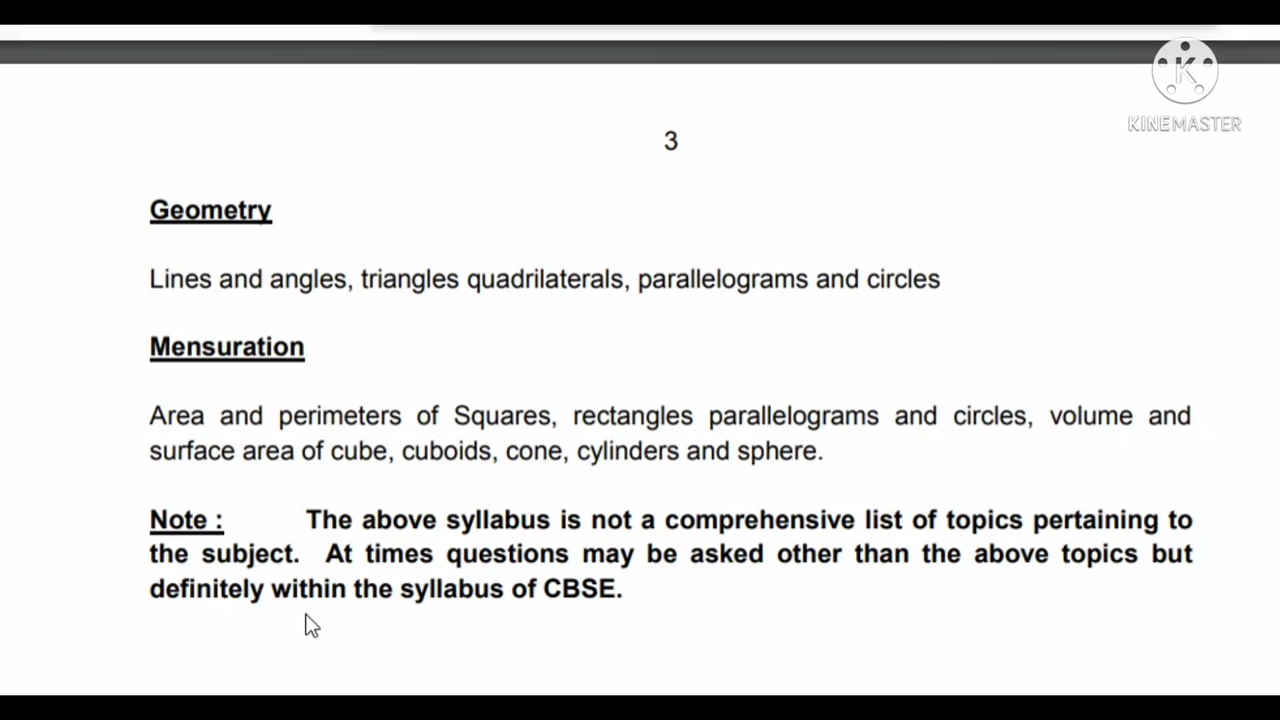 KINEMASTER
3
Geometry
Lines and angles, triangles quadrilaterals, parallelograms and circles
Mensuration
Area and perimeters of Squares, rectangles parallelograms and circles, volume and
surface area of cube, cuboids, cone, cylinders and sphere.
Note : The above syllabus is not a comprehensive list of topics pertaining to
the subject. At times questions may be asked other than the above topics but
definitely within the syllabus of CBSE.